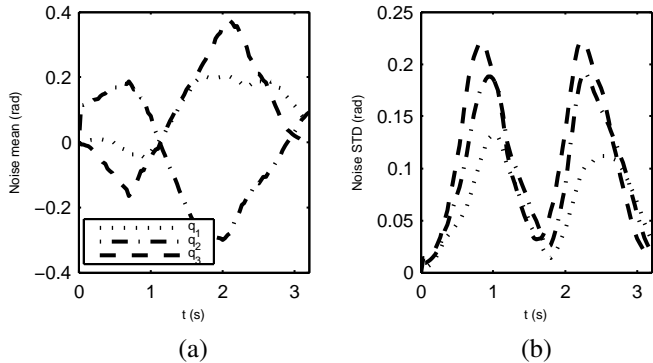 0.4
0.2
0
−0.2
−0.4
Noise mean (rad)
q1
q2
q3
0 1 2 3
t (s)
(a)
0.25
0.2
0.15
0.1
0.05
0
Noise STD (rad)
0 1 2 3
t (s)
(b)